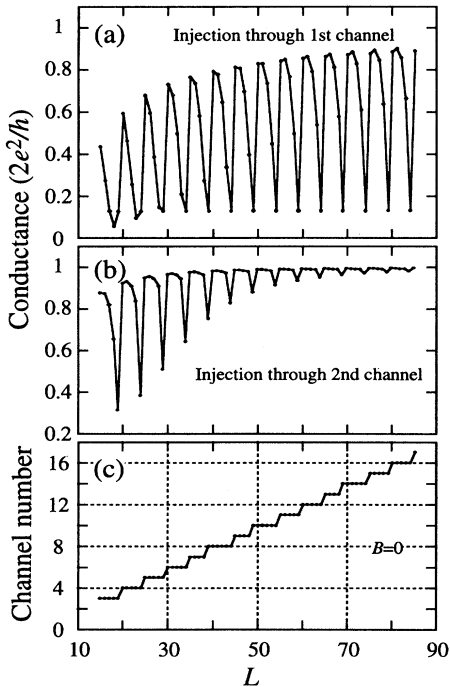 (a)
Injection through 1st channel
1
0.8
0.6
0.4
0.2
0
Conductance (2e²/h)
(b)
1
0.8
0.6
0.4
0.2
Injection through 2nd channel
(c)
16
12
8
4
0
Channel number
B=0
10 30 50 70 90
L